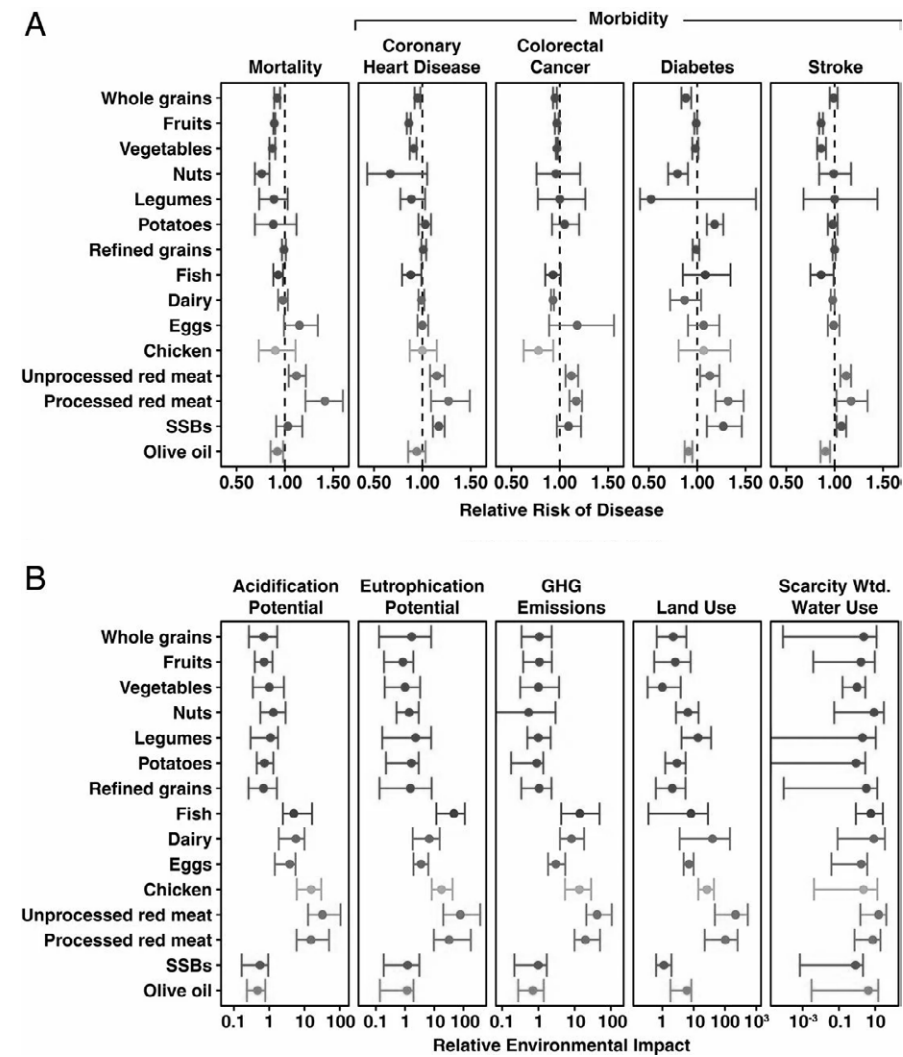 A
Morbidity
Mortality
Coronary
Heart Disease
Colorectal
Cancer
Diabetes
Stroke
Whole grains
Fruits
Vegetables
Nuts
Legumes
Potatoes
Refined grains
Fish
Dairy
Eggs
Chicken
Unprocessed red meat
Processed red meat
SSBs
Olive oil
0.50 1.00 1.50 0.50 1.00 1.50 0.50 1.00 1.50 0.50 1.00 1.50 0.50 1.00 1.50
Relative Risk of Disease
B
Acidification
Potential
Eutrophication
Potential
GHG
Emissions
Land Use
Scarcity Wtd.
Water Use
Whole grains
Fruits
Vegetables
Nuts
Legumes
Potatoes
Refined grains
Fish
Dairy
Eggs
Chicken
Unprocessed red meat
Processed red meat
SSBs
Olive oil
0.1 1 10 100 0.1 1 10 100 0.1 1 10 100 1 10 100 10³ 10⁻³ 0.1 10
Relative Environmental Impact